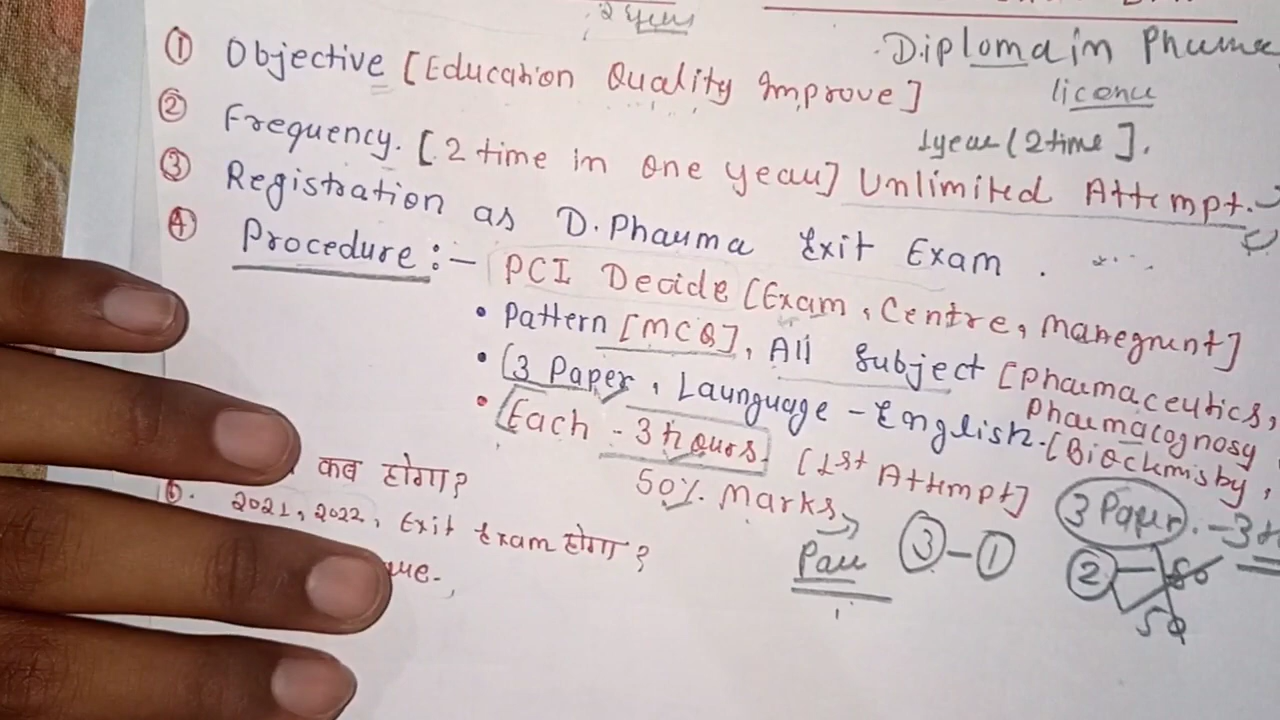 2 years
Diploma in Pharma
① Objective [Education Quality Improve]
licence
② Frequency. [2 time in one year] Unlimited Attempt.
1year (2time].
③ Registration as D.Pharma Exit Exam.
④ Procedure :- PCI Decide [Exam, Centre, Manegment]
• Pattern [MCQ], All Subject [Pharmaceutics,
Pharmacognosy
• [3 Paper, Launguage - English. [Biochemistry,
• [Each - 3 hours. [1st Attempt]
50% Marks
कब होगा?
6. 2021, 2022, Exit Exam होगा?
3 Paper. - 3
Pass ③ - ① ② 50
50